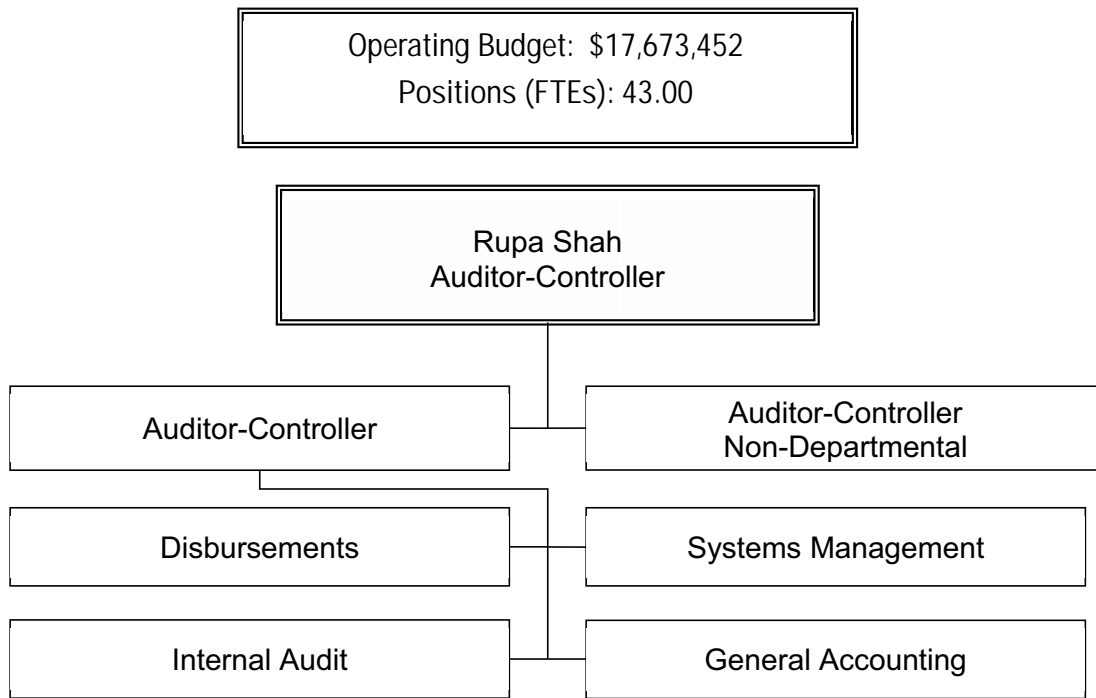 Operating Budget: $17,673,452
Positions (FTEs): 43.00
Rupa Shah
Auditor-Controller
Auditor-Controller
Auditor-Controller
Non-Departmental
Disbursements
Systems Management
Internal Audit
General Accounting